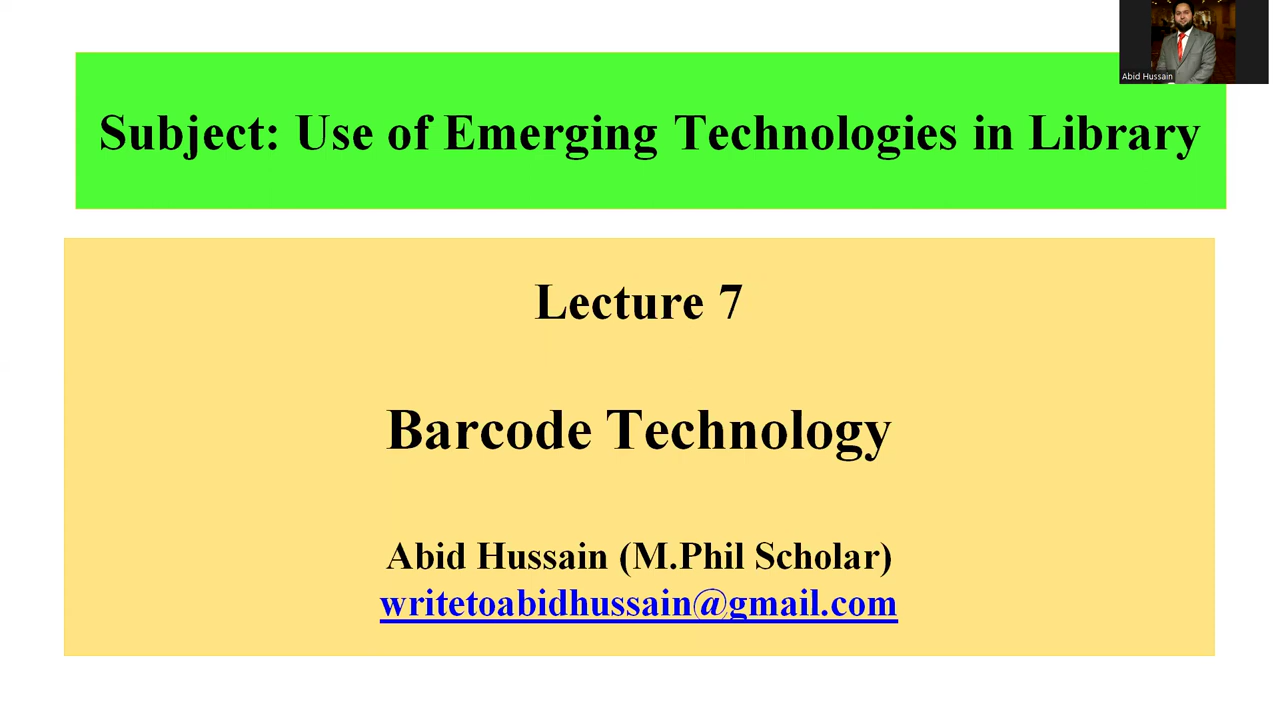 Abid Hussain
Subject: Use of Emerging Technologies in Library
Lecture 7
Barcode Technology
Abid Hussain (M.Phil Scholar)
writetoabidhussain@gmail.com